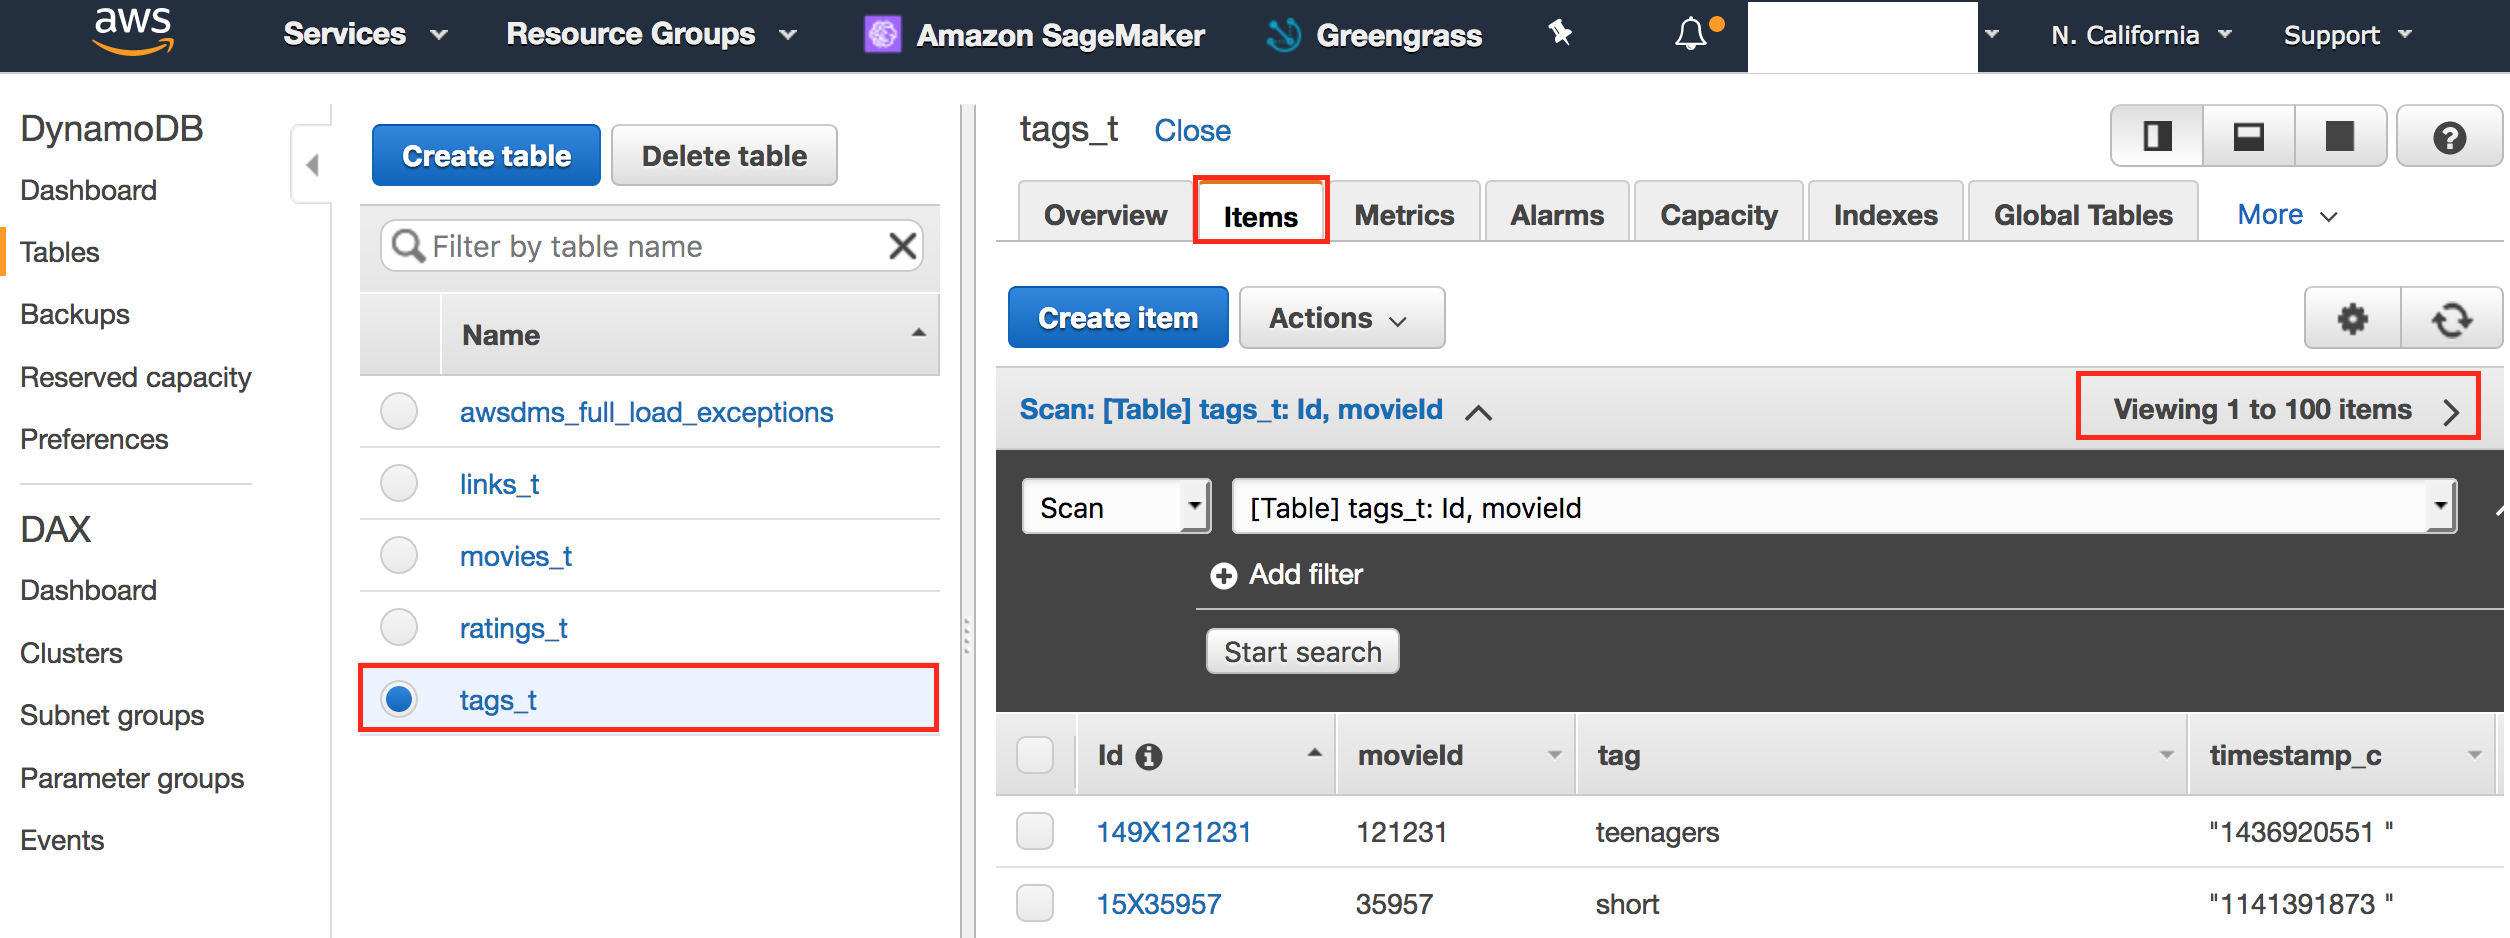 aws Services Resource Groups Amazon SageMaker Greengrass N. California Support
DynamoDB
Dashboard
Tables
Backups
Reserved capacity
Preferences
DAX
Dashboard
Clusters
Subnet groups
Parameter groups
Events
Create table Delete table
Filter by table name
Name
awsdms_full_load_exceptions
links_t
movies_t
ratings_t
tags_t
tags_t Close
Overview Items Metrics Alarms Capacity Indexes Global Tables More
Create item Actions
Scan: [Table] tags_t: Id, movieId Viewing 1 to 100 items
Scan [Table] tags_t: Id, movieId
Add filter
Start search
Id movieId tag timestamp_c
149X121231 121231 teenagers "1436920551 "
15X35957 35957 short "1141391873 "